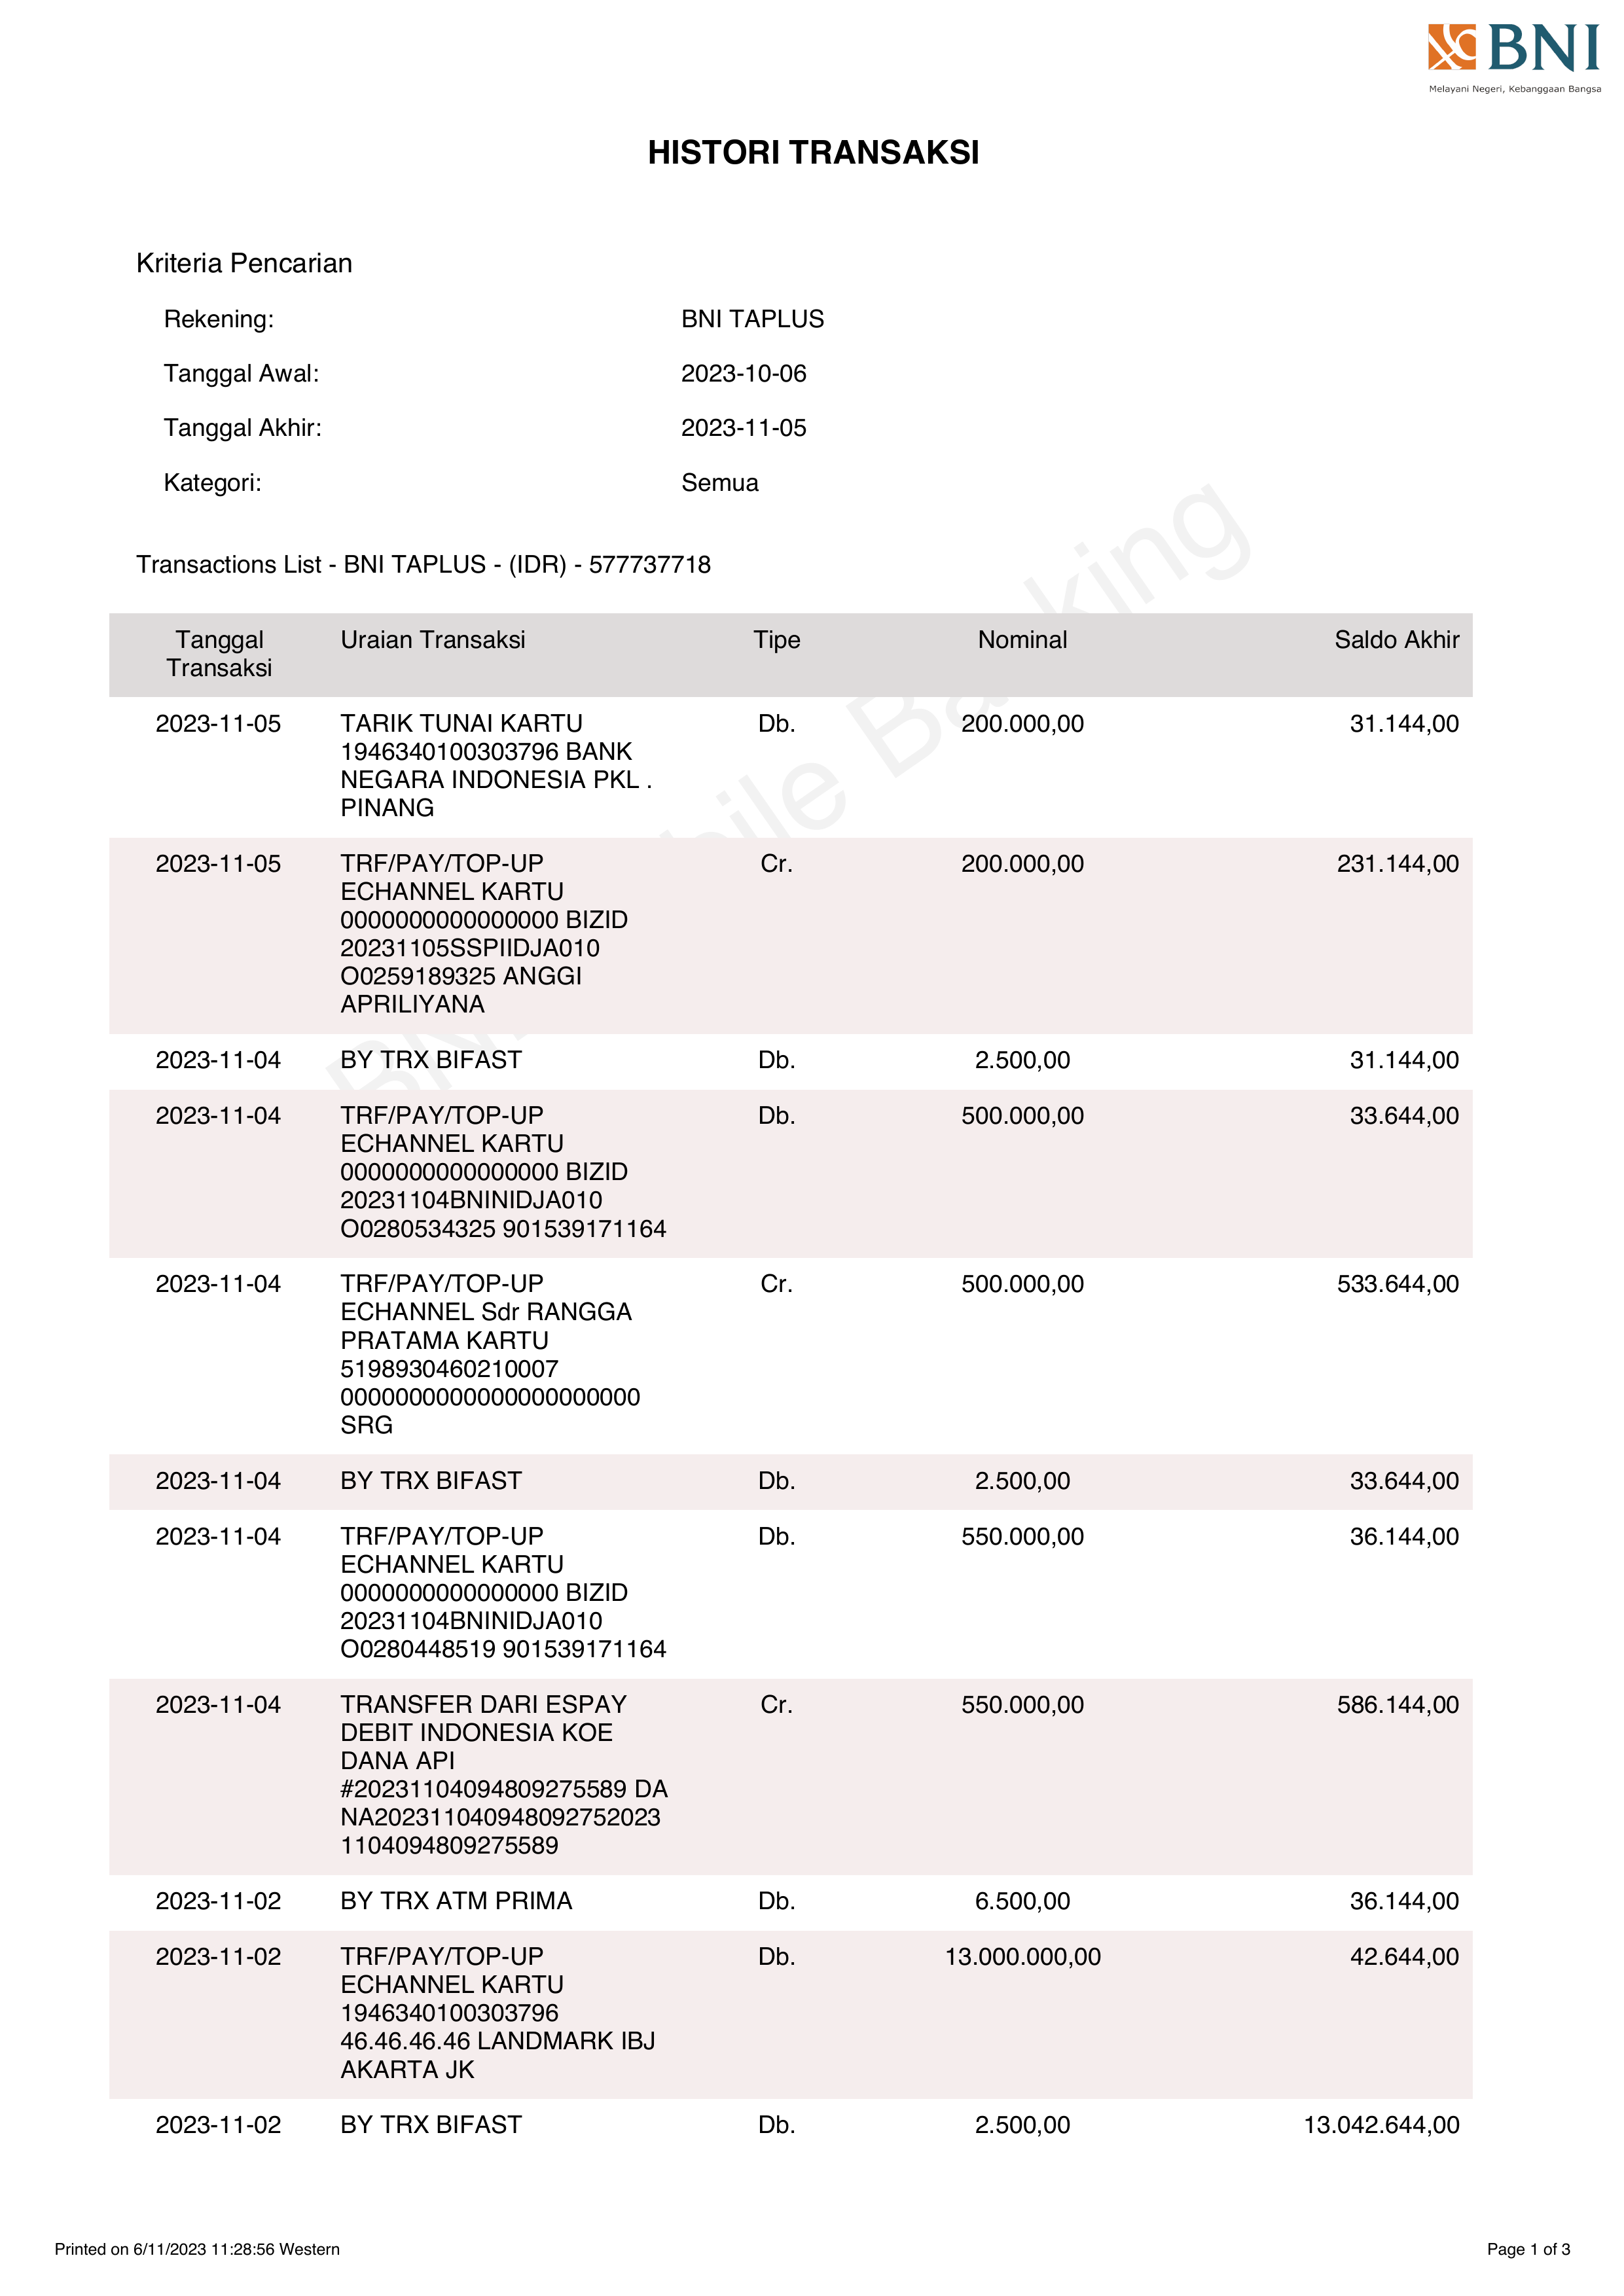 BNI
Melayani Negeri, Kebanggaan Bangsa
HISTORI TRANSAKSI
Kriteria Pencarian
Rekening: BNI TAPLUS
Tanggal Awal: 2023-10-06
Tanggal Akhir: 2023-11-05
Kategori: Semua
Transactions List - BNI TAPLUS - (IDR) - 577737718
Tanggal Uraian Transaksi Tipe Nominal Saldo Akhir
Transaksi
2023-11-05 TARIK TUNAI KARTU Db. 200.000,00 31.144,00
1946340100303796 BANK
NEGARA INDONESIA PKL .
PINANG
2023-11-05 TRF/PAY/TOP-UP Cr. 200.000,00 231.144,00
ECHANNEL KARTU
0000000000000000 BIZID
20231105SSPIIDJA010
O0259189325 ANGGI
APRILIYANA
2023-11-04 BY TRX BIFAST Db. 2.500,00 31.144,00
2023-11-04 TRF/PAY/TOP-UP Db. 500.000,00 33.644,00
ECHANNEL KARTU
0000000000000000 BIZID
20231104BNINIDJA010
O0280534325 901539171164
2023-11-04 TRF/PAY/TOP-UP Cr. 500.000,00 533.644,00
ECHANNEL Sdr RANGGA
PRATAMA KARTU
5198930460210007
0000000000000000000000
SRG
2023-11-04 BY TRX BIFAST Db. 2.500,00 33.644,00
2023-11-04 TRF/PAY/TOP-UP Db. 550.000,00 36.144,00
ECHANNEL KARTU
0000000000000000 BIZID
20231104BNINIDJA010
O0280448519 901539171164
2023-11-04 TRANSFER DARI ESPAY Cr. 550.000,00 586.144,00
DEBIT INDONESIA KOE
DANA API
#20231104094809275589 DA
NA202311040948092752023
1104094809275589
2023-11-02 BY TRX ATM PRIMA Db. 6.500,00 36.144,00
2023-11-02 TRF/PAY/TOP-UP Db. 13.000.000,00 42.644,00
ECHANNEL KARTU
1946340100303796
46.46.46.46 LANDMARK IBJ
AKARTA JK
2023-11-02 BY TRX BIFAST Db. 2.500,00 13.042.644,00
Printed on 6/11/2023 11:28:56 Western Page 1 of 3